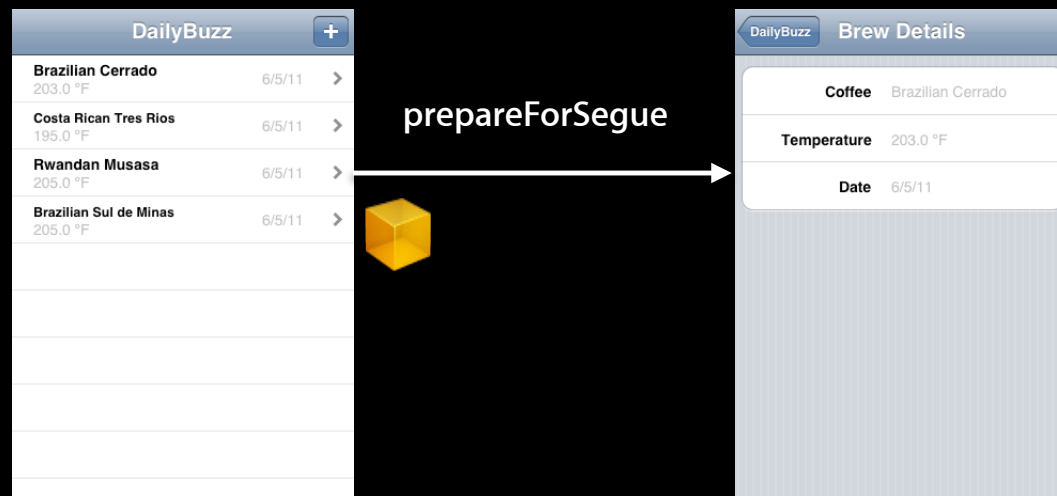 DailyBuzz
+
Brazilian Cerrado
203.0 °F
6/5/11
Costa Rican Tres Rios
195.0 °F
6/5/11
Rwandan Musasa
205.0 °F
6/5/11
Brazilian Sul de Minas
205.0 °F
6/5/11
prepareForSegue
DailyBuzz
Brew Details
Coffee Brazilian Cerrado
Temperature 203.0 °F
Date 6/5/11